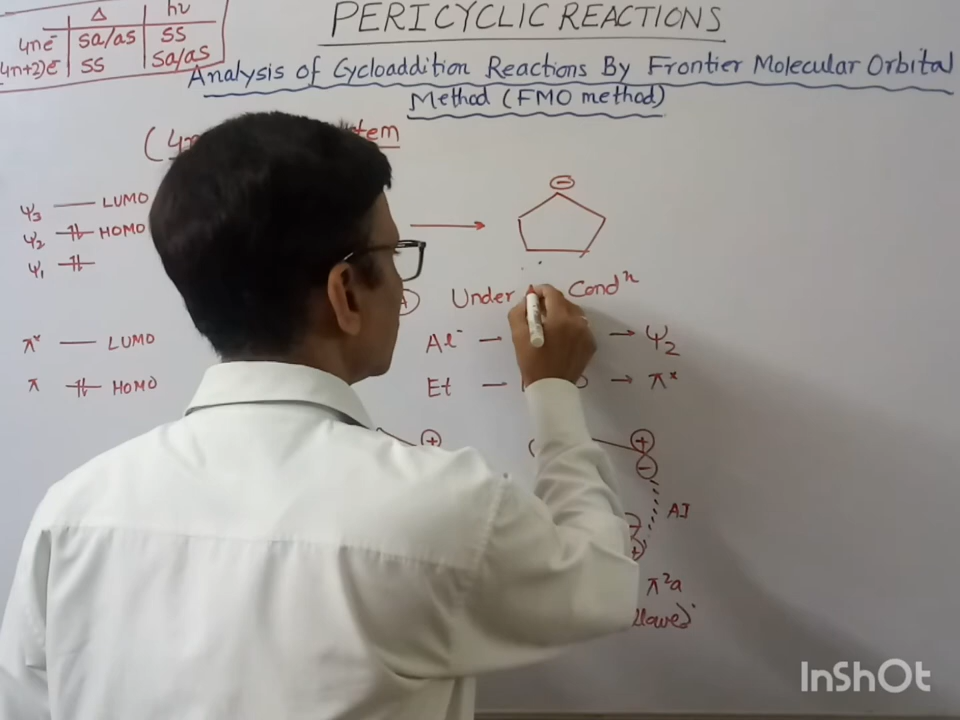 PERICYCLIC REACTIONS
Δ hν
4ne⁻ sa/as ss
4n+2)e⁻ ss sa/as
Analysis of Cycloaddition Reactions By Frontier Molecular Orbital
Method (FMO method)
ψ₃ LUMO
ψ₂ HOMO
ψ₁
⊖
Under Condⁿ
Al⁻ → ψ₂
π* LUMO
π HOMO
Et → π*
⊕ ⊕
⊖
AI
π²a
InShOt